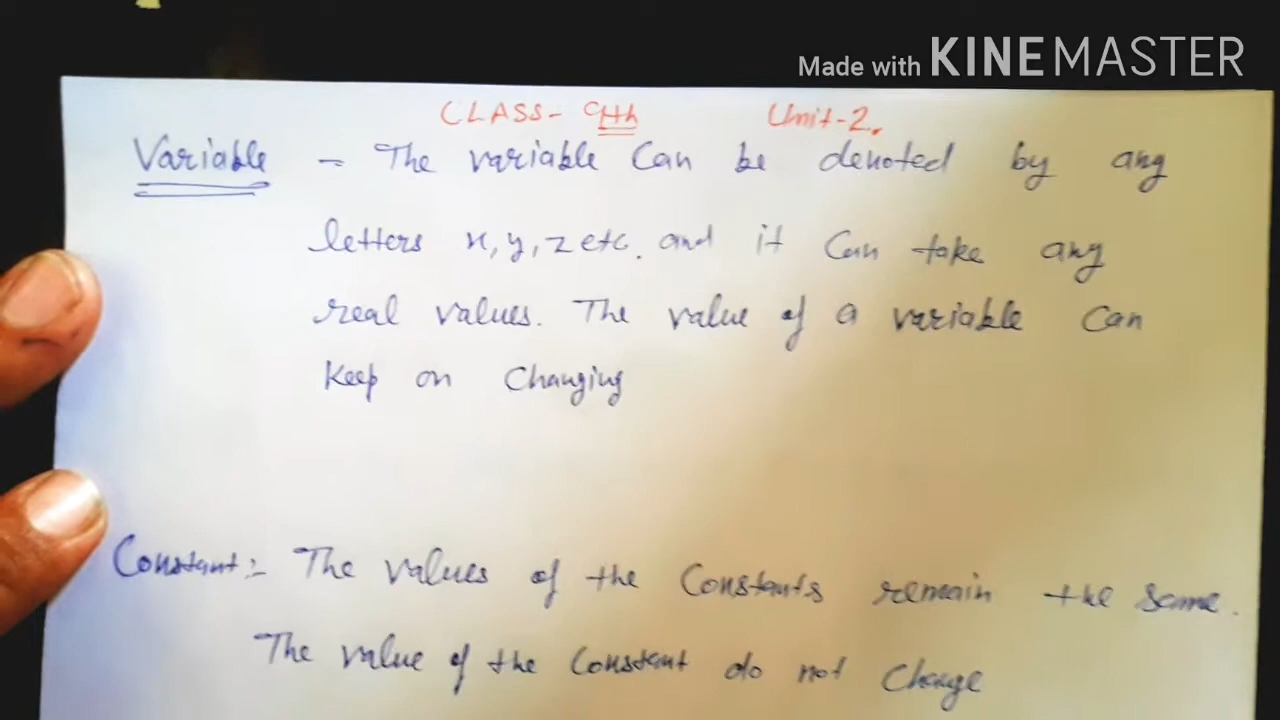 Made with KINEMASTER
CLASS- 9th Unit-2.
Variable - The variable Can be denoted by any
letters x, y, z etc. and it Can take any
real values. The value of a variable Can
Keep on Changing
Constant :- The values of the Constants remain the same.
The value of the Constant do not Change